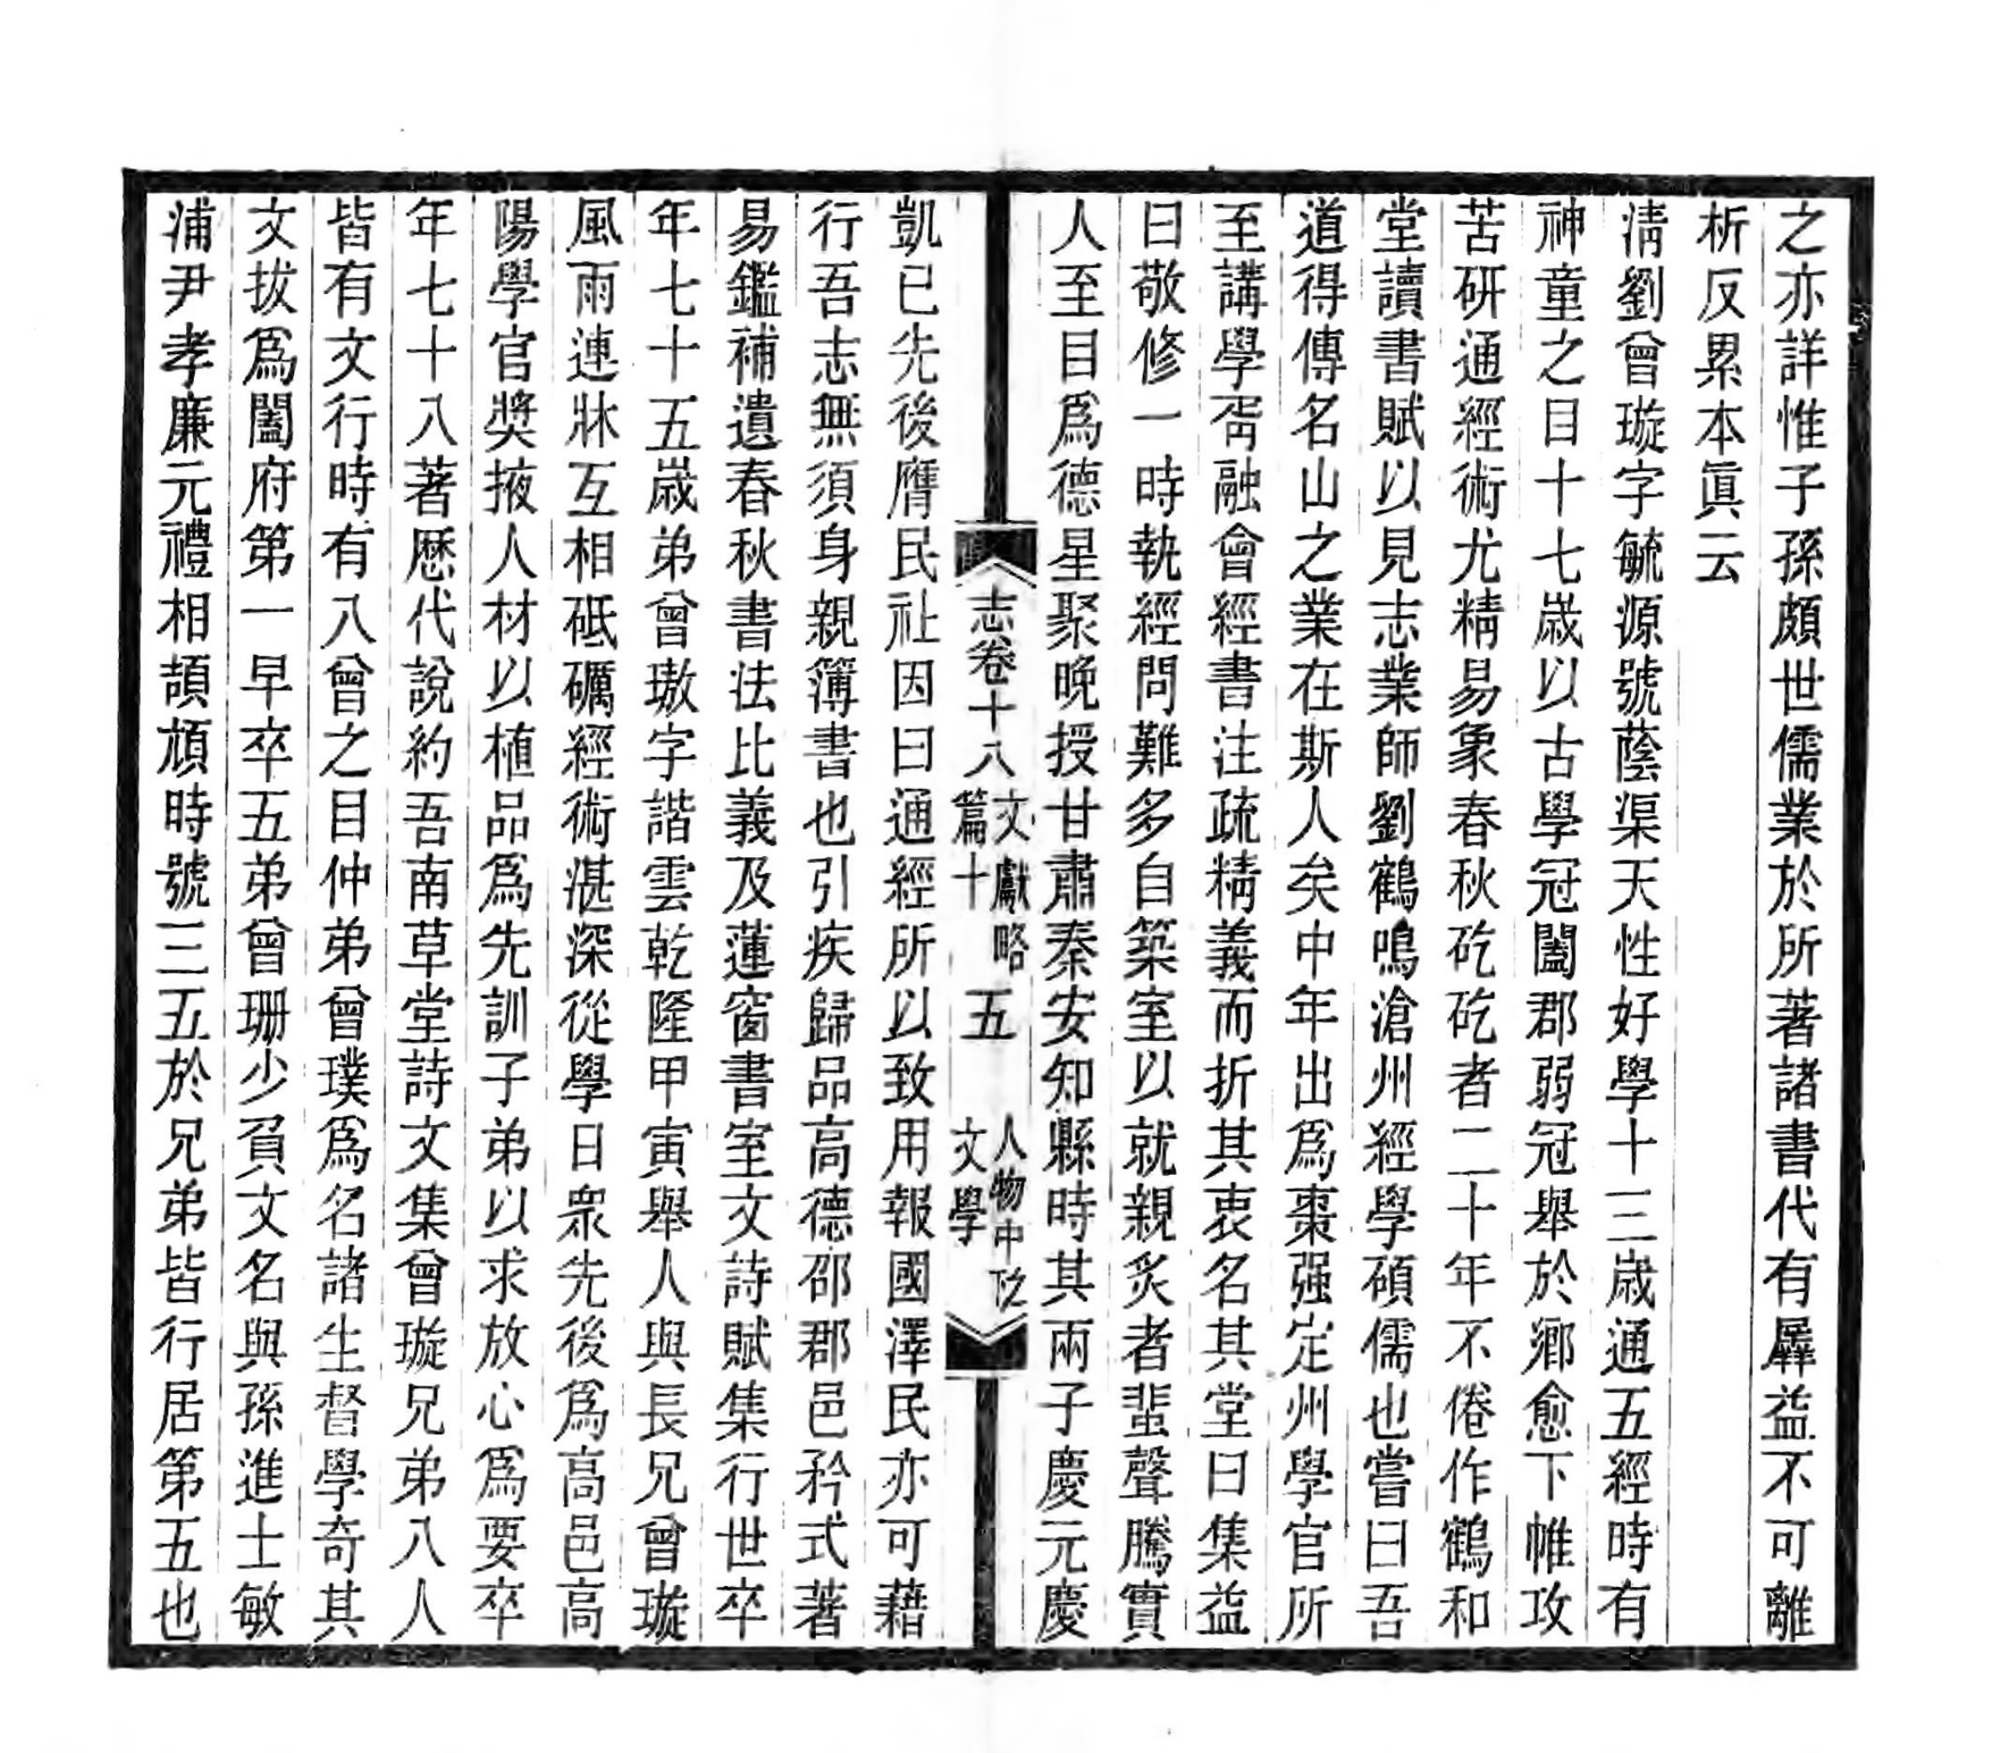 之亦詳惟子孫頗世儒業於所著諸書代有羼益不可離
析反累本眞云
淸劉曾璇字毓源號蔭渠天性好學十三歲通五經時有
神童之目十七歲以古學冠闔郡弱冠舉於鄕愈下帷攻
苦研通經術尤精易象春秋矻矻者二十年不倦作鶴和
堂讀書賦以見志業師劉鶴鳴滄州經學碩儒也嘗曰吾
道得傳名山之業在斯人矣中年出爲棗强定州學官所
至講學胥融會經書注疏精義而折其衷名其堂曰集益
曰敬修一時執經問難多自築室以就親炙者蜚聲騰實
人至目爲德星聚晚授甘肅秦安知縣時其兩子慶元慶
志卷十八 文獻略 篇十 五 人物中促 文學
凱已先後膺民社因曰通經所以致用報國澤民亦可藉
行吾志無須身親簿書也引疾歸品高德邵郡邑矜式著
易鑑補遺春秋書法比義及蓮窗書室文詩賦集行世卒
年七十五歲弟曾璈字諧雲乾隆甲寅舉人與長兄曾璇
風雨連牀互相砥礪經術湛深從學日眾先後爲高邑高
陽學官獎掖人材以植品爲先訓子弟以求放心爲要卒
年七十八著歷代說約吾南草堂詩文集曾璇兄弟八人
皆有文行時有八曾之目仲弟曾璞爲名諸生督學奇其
文拔爲闔府第一早卒五弟曾珊少負文名與孫進士敏
浦尹孝廉元禮相頡頏時號三五於兄弟皆行居第五也